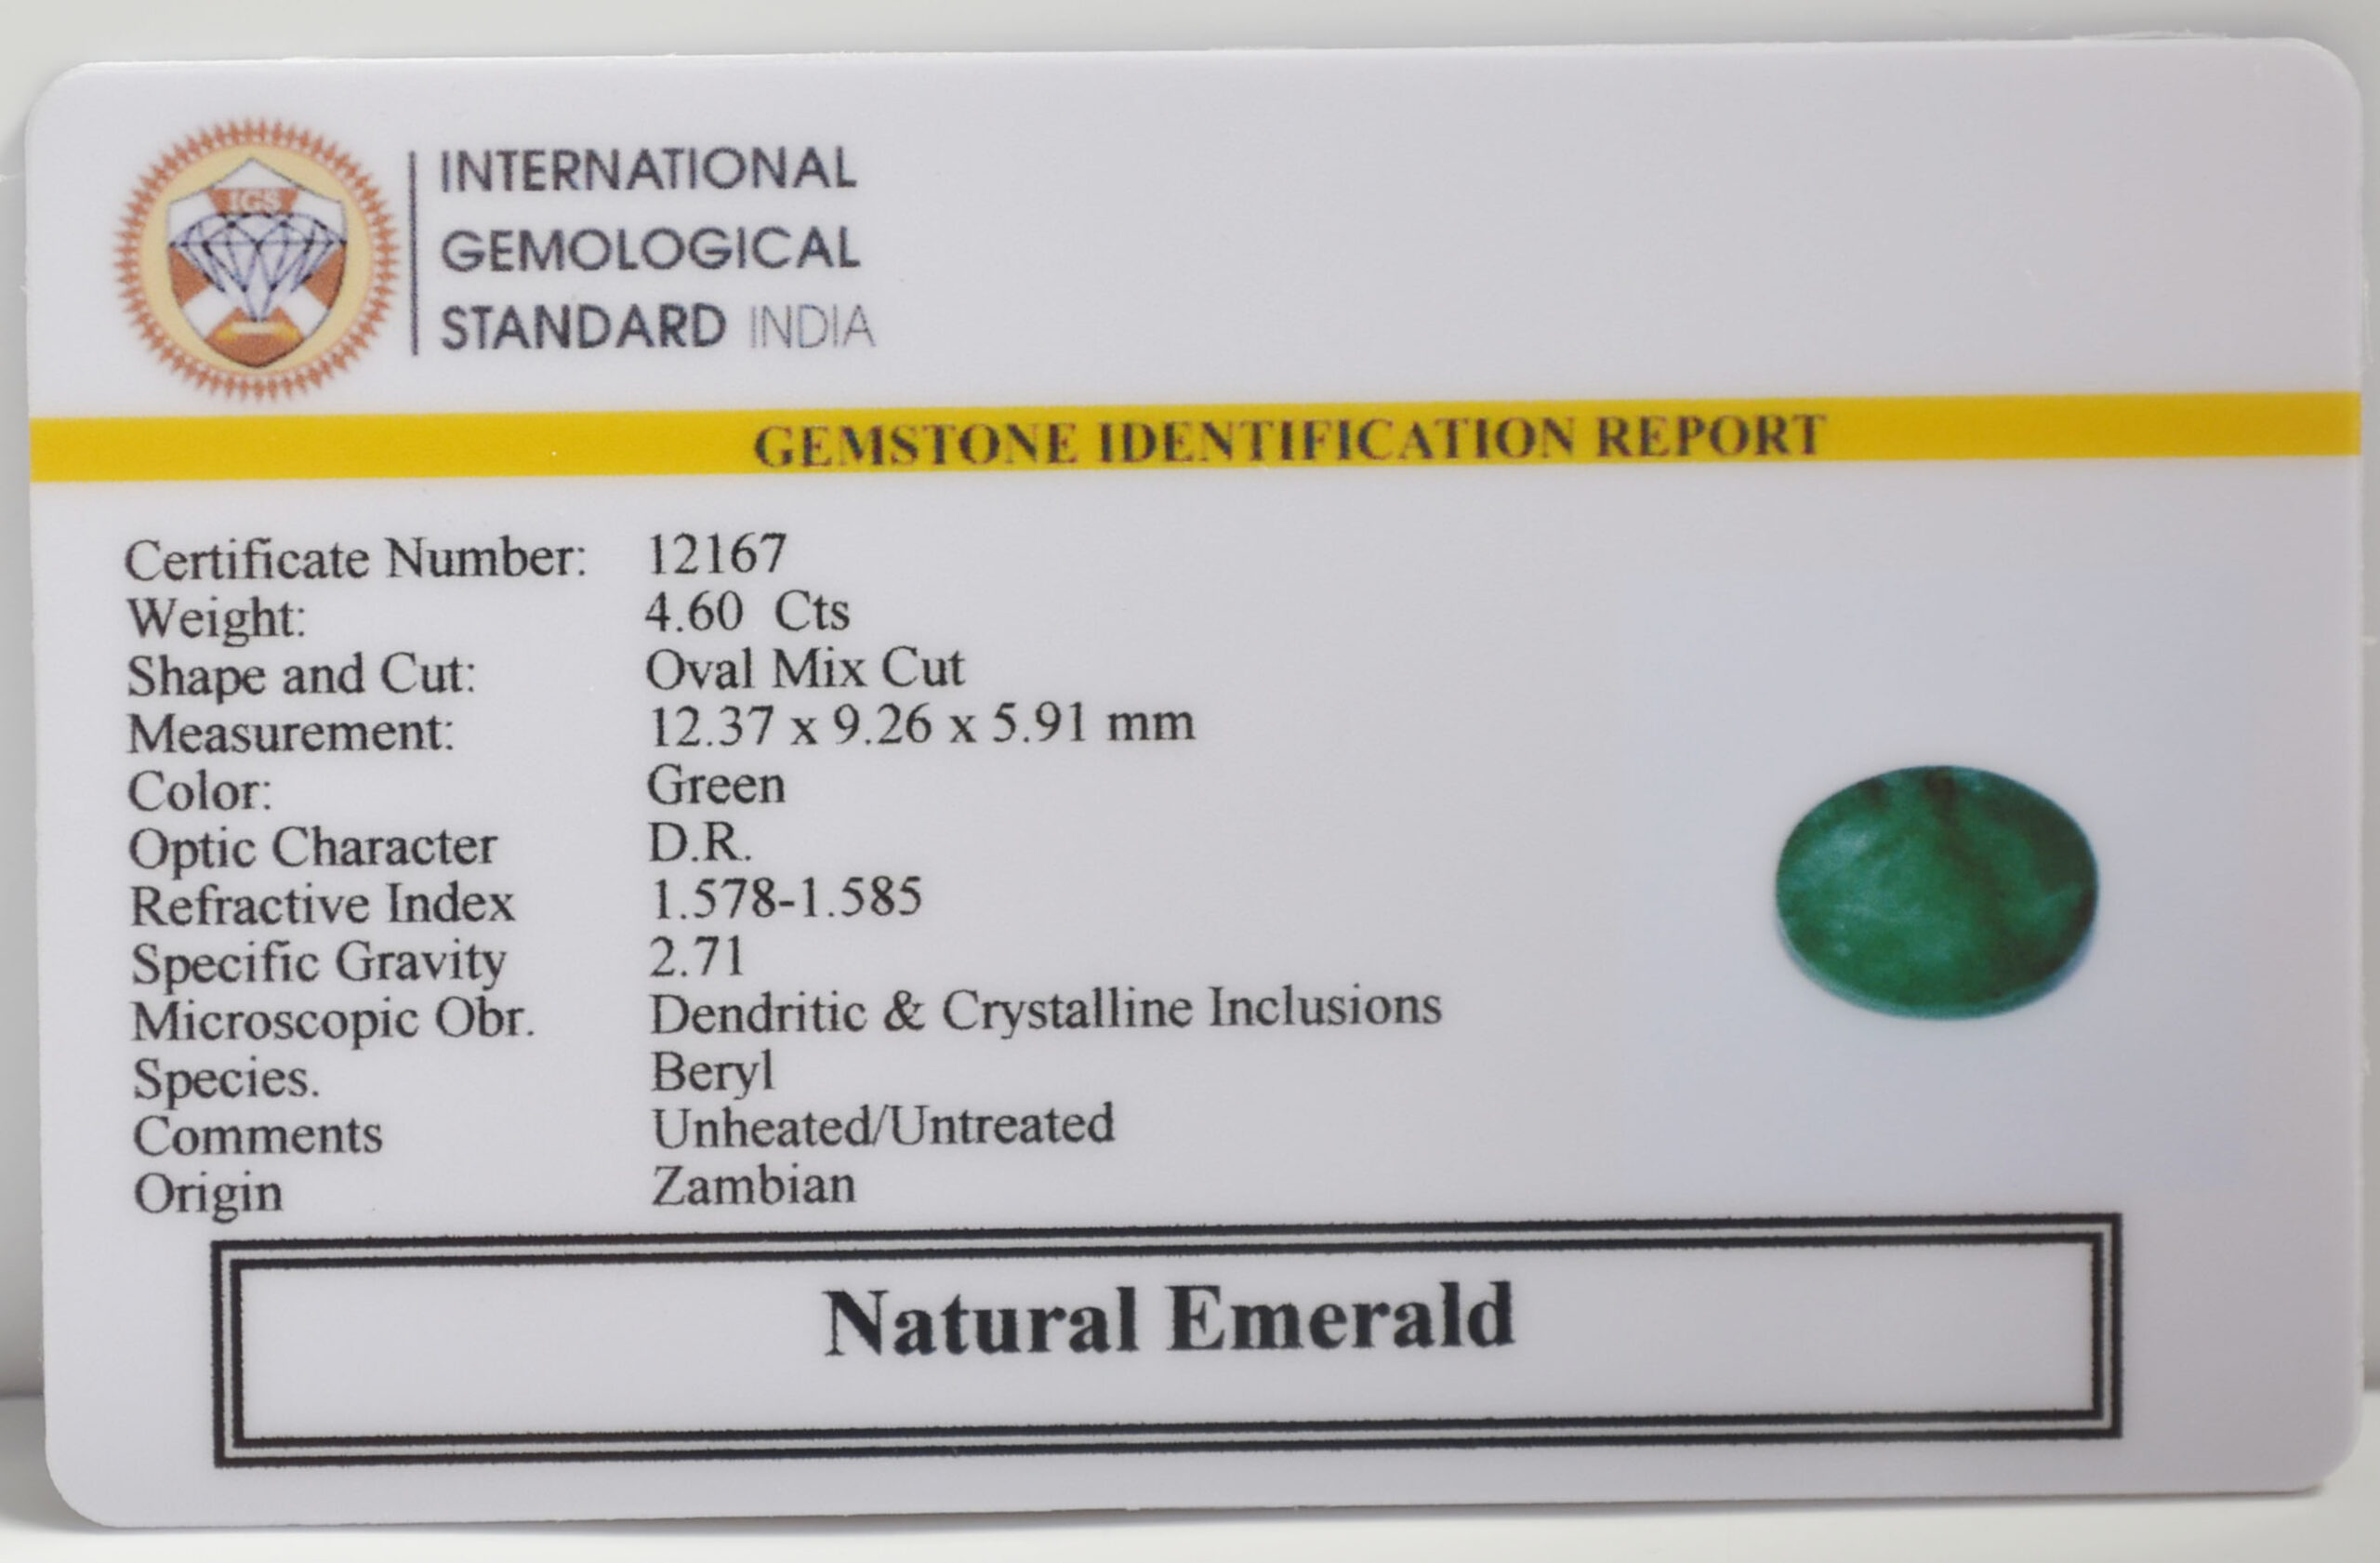 IGS
INTERNATIONAL
GEMOLOGICAL
STANDARD INDIA
GEMSTONE IDENTIFICATION REPORT
Certificate Number: 12167
Weight: 4.60 Cts
Shape and Cut: Oval Mix Cut
Measurement: 12.37 x 9.26 x 5.91 mm
Color: Green
Optic Character D.R.
Refractive Index 1.578-1.585
Specific Gravity 2.71
Microscopic Obr. Dendritic & Crystalline Inclusions
Species. Beryl
Comments Unheated/Untreated
Origin Zambian
Natural Emerald